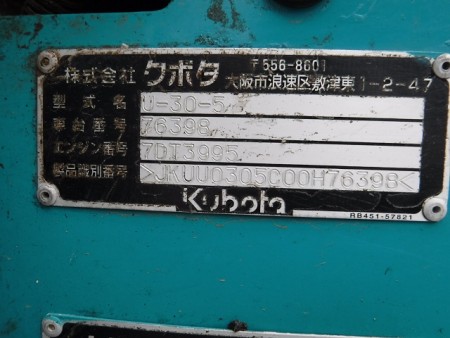 〒556-8601
株式会社 クボタ 大阪市浪速区敷津東1-2-47
型式名 U-30-5
車台番号 76398
エンジン番号 7DT3995
製品識別番号 >JKUU0305C00H76398<
Kubota
RB451-57821